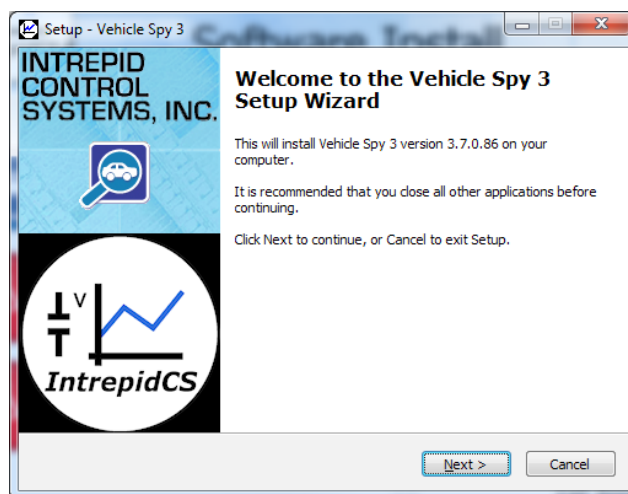 Setup - Vehicle Spy 3
Software Install
INTREPID
CONTROL
SYSTEMS, INC.
Welcome to the Vehicle Spy 3
Setup Wizard
This will install Vehicle Spy 3 version 3.7.0.86 on your
computer.
It is recommended that you close all other applications before
continuing.
Click Next to continue, or Cancel to exit Setup.
V
IntrepidCS
Next >
Cancel